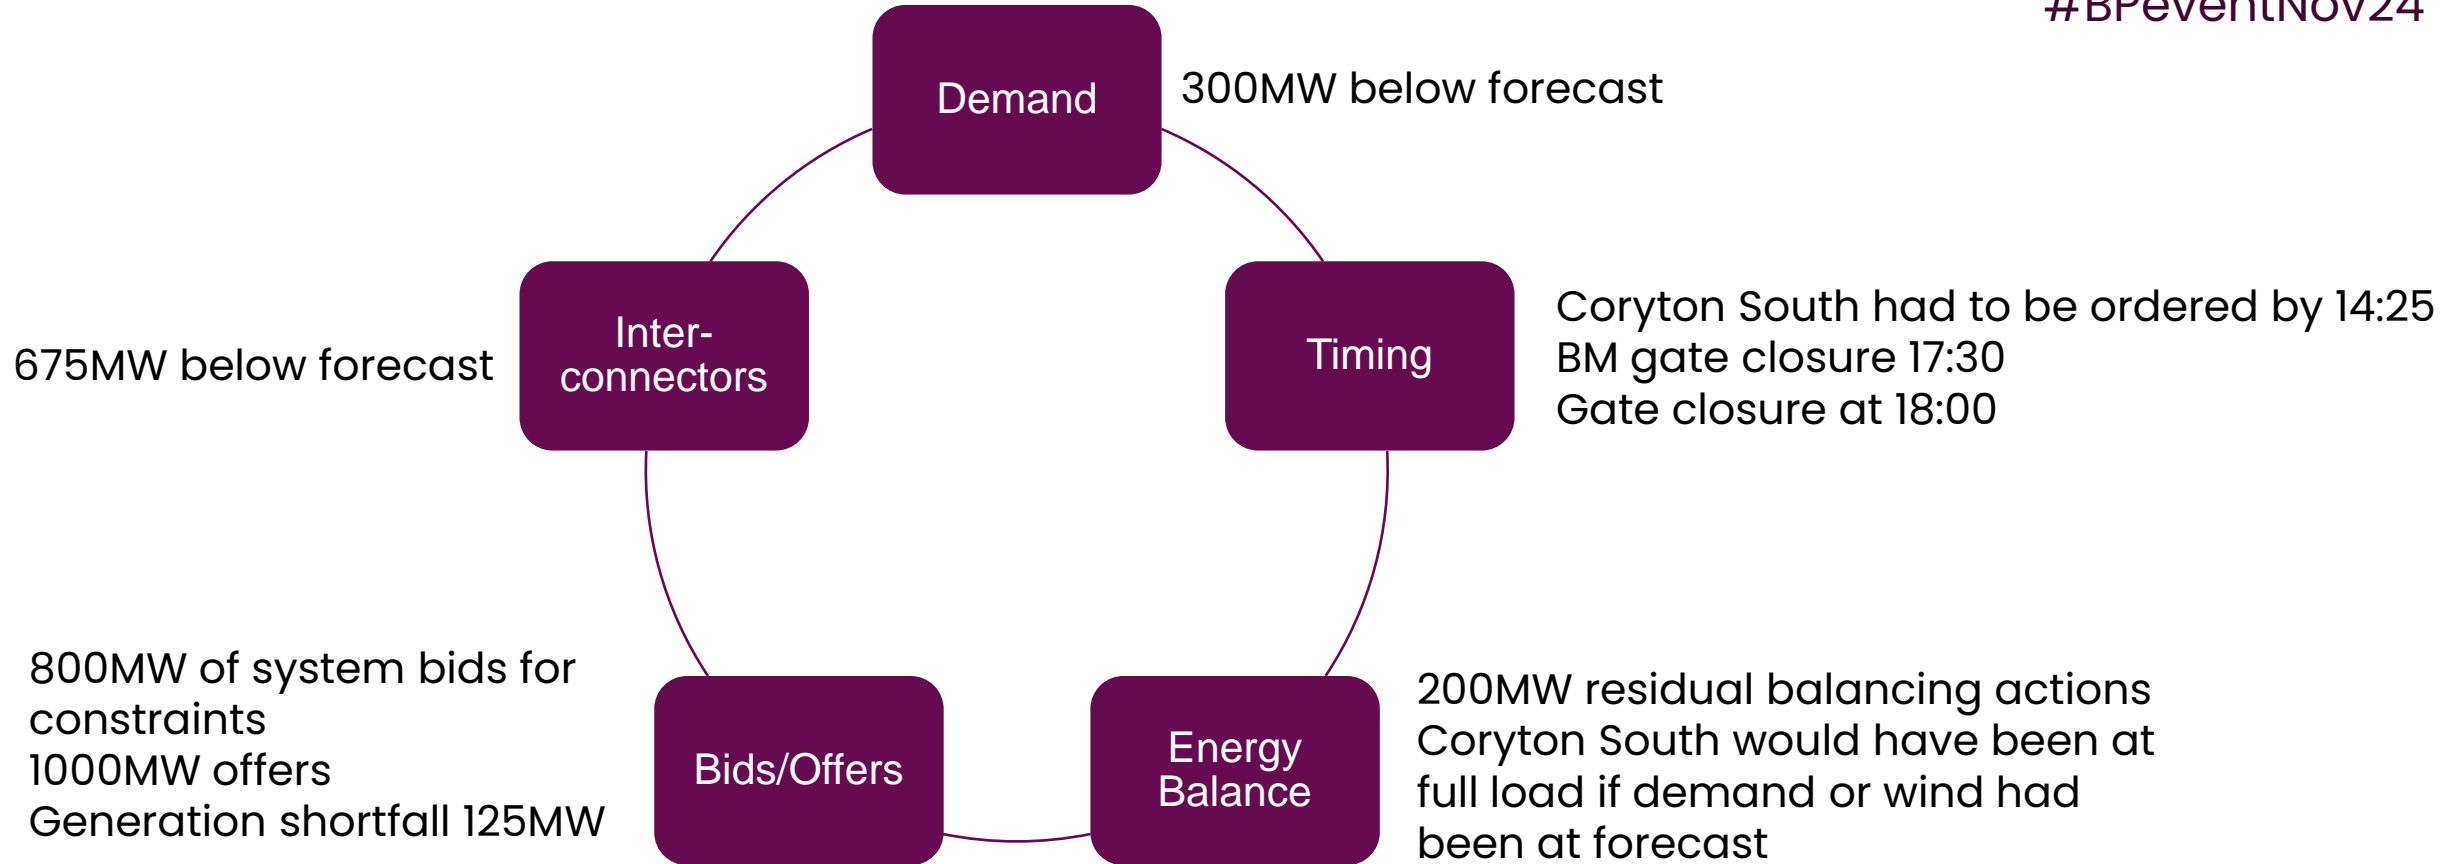 #BPeventNov24
Demand
300MW below forecast
Inter-
connectors
675MW below forecast
Timing
Coryton South had to be ordered by 14:25
BM gate closure 17:30
Gate closure at 18:00
800MW of system bids for
constraints
1000MW offers
Generation shortfall 125MW
Bids/Offers
Energy
Balance
200MW residual balancing actions
Coryton South would have been at
full load if demand or wind had
been at forecast